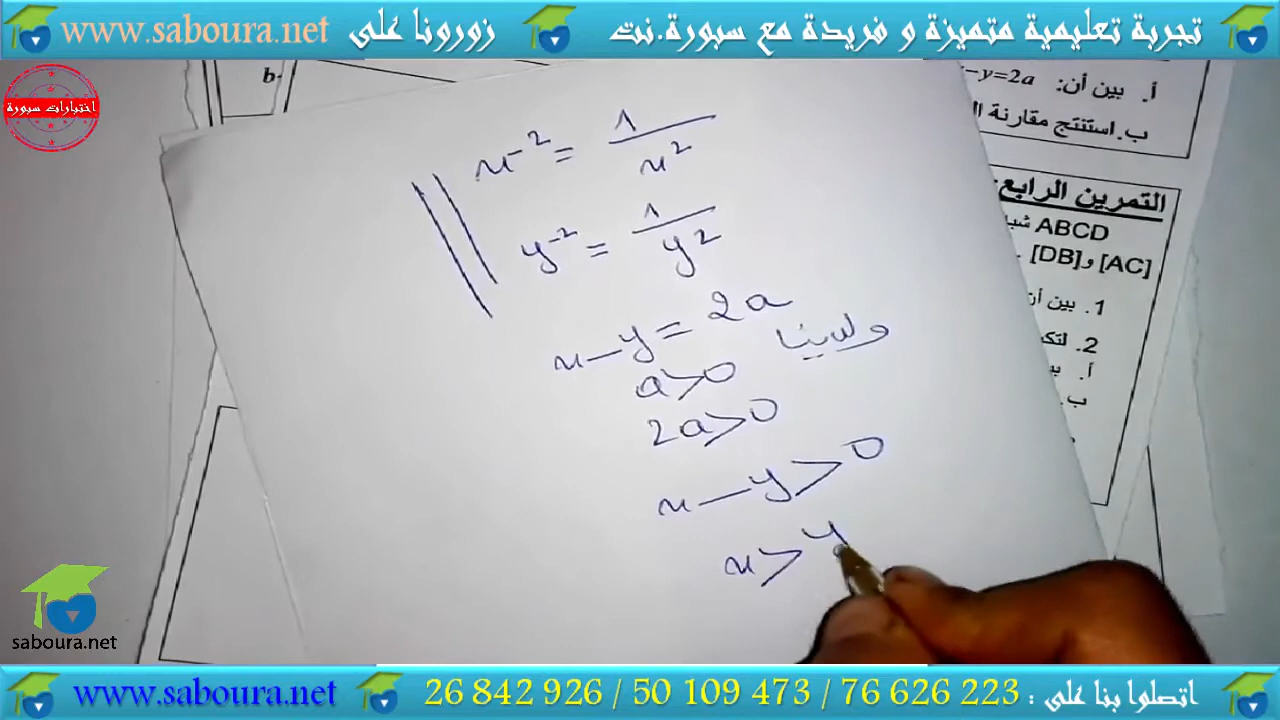 تجربة تعليمية متميزة و فريدة مع سبورة.نت زورونا على www.saboura.net
اختبارات سبورة
b-
-y=2a أ. بين أن:
ب. استنتج مقارنة
التمرين الرابع:
ABCD
[AC] و[DB]
1. بين أن
2. لتكن
أ.
ب.
x⁻² = 1/x²
y⁻² = 1/y²
x-y = 2a ولدينا
a>0
2a>0
x-y>0
x>y
saboura.net
اتصلوا بنا على : 26 842 926 / 50 109 473 / 76 626 223 www.saboura.net